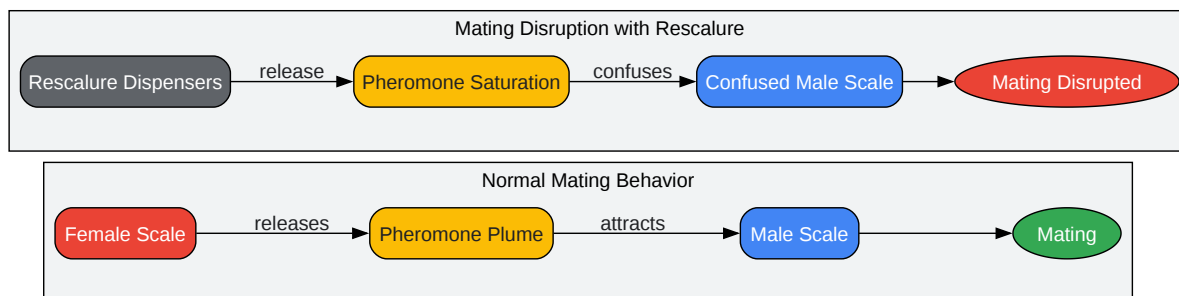 Mating Disruption with Rescalure
Rescalure Dispensers
release
Pheromone Saturation
confuses
Confused Male Scale
Mating Disrupted
Normal Mating Behavior
Female Scale
releases
Pheromone Plume
attracts
Male Scale
Mating